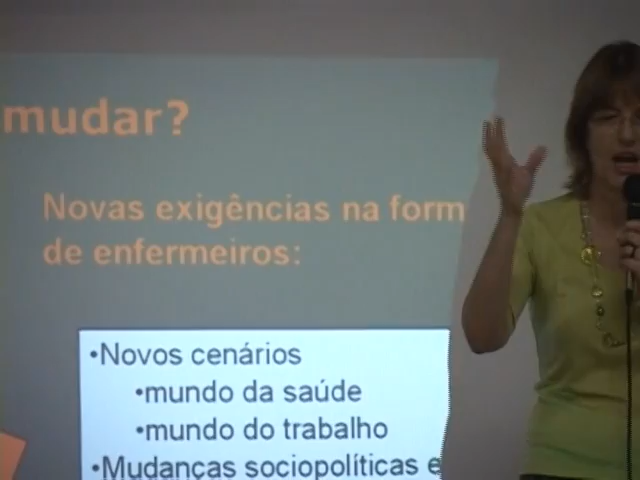 mudar?
Novas exigências na form
de enfermeiros:
•Novos cenários
•mundo da saúde
•mundo do trabalho
•Mudanças sociopolíticas e